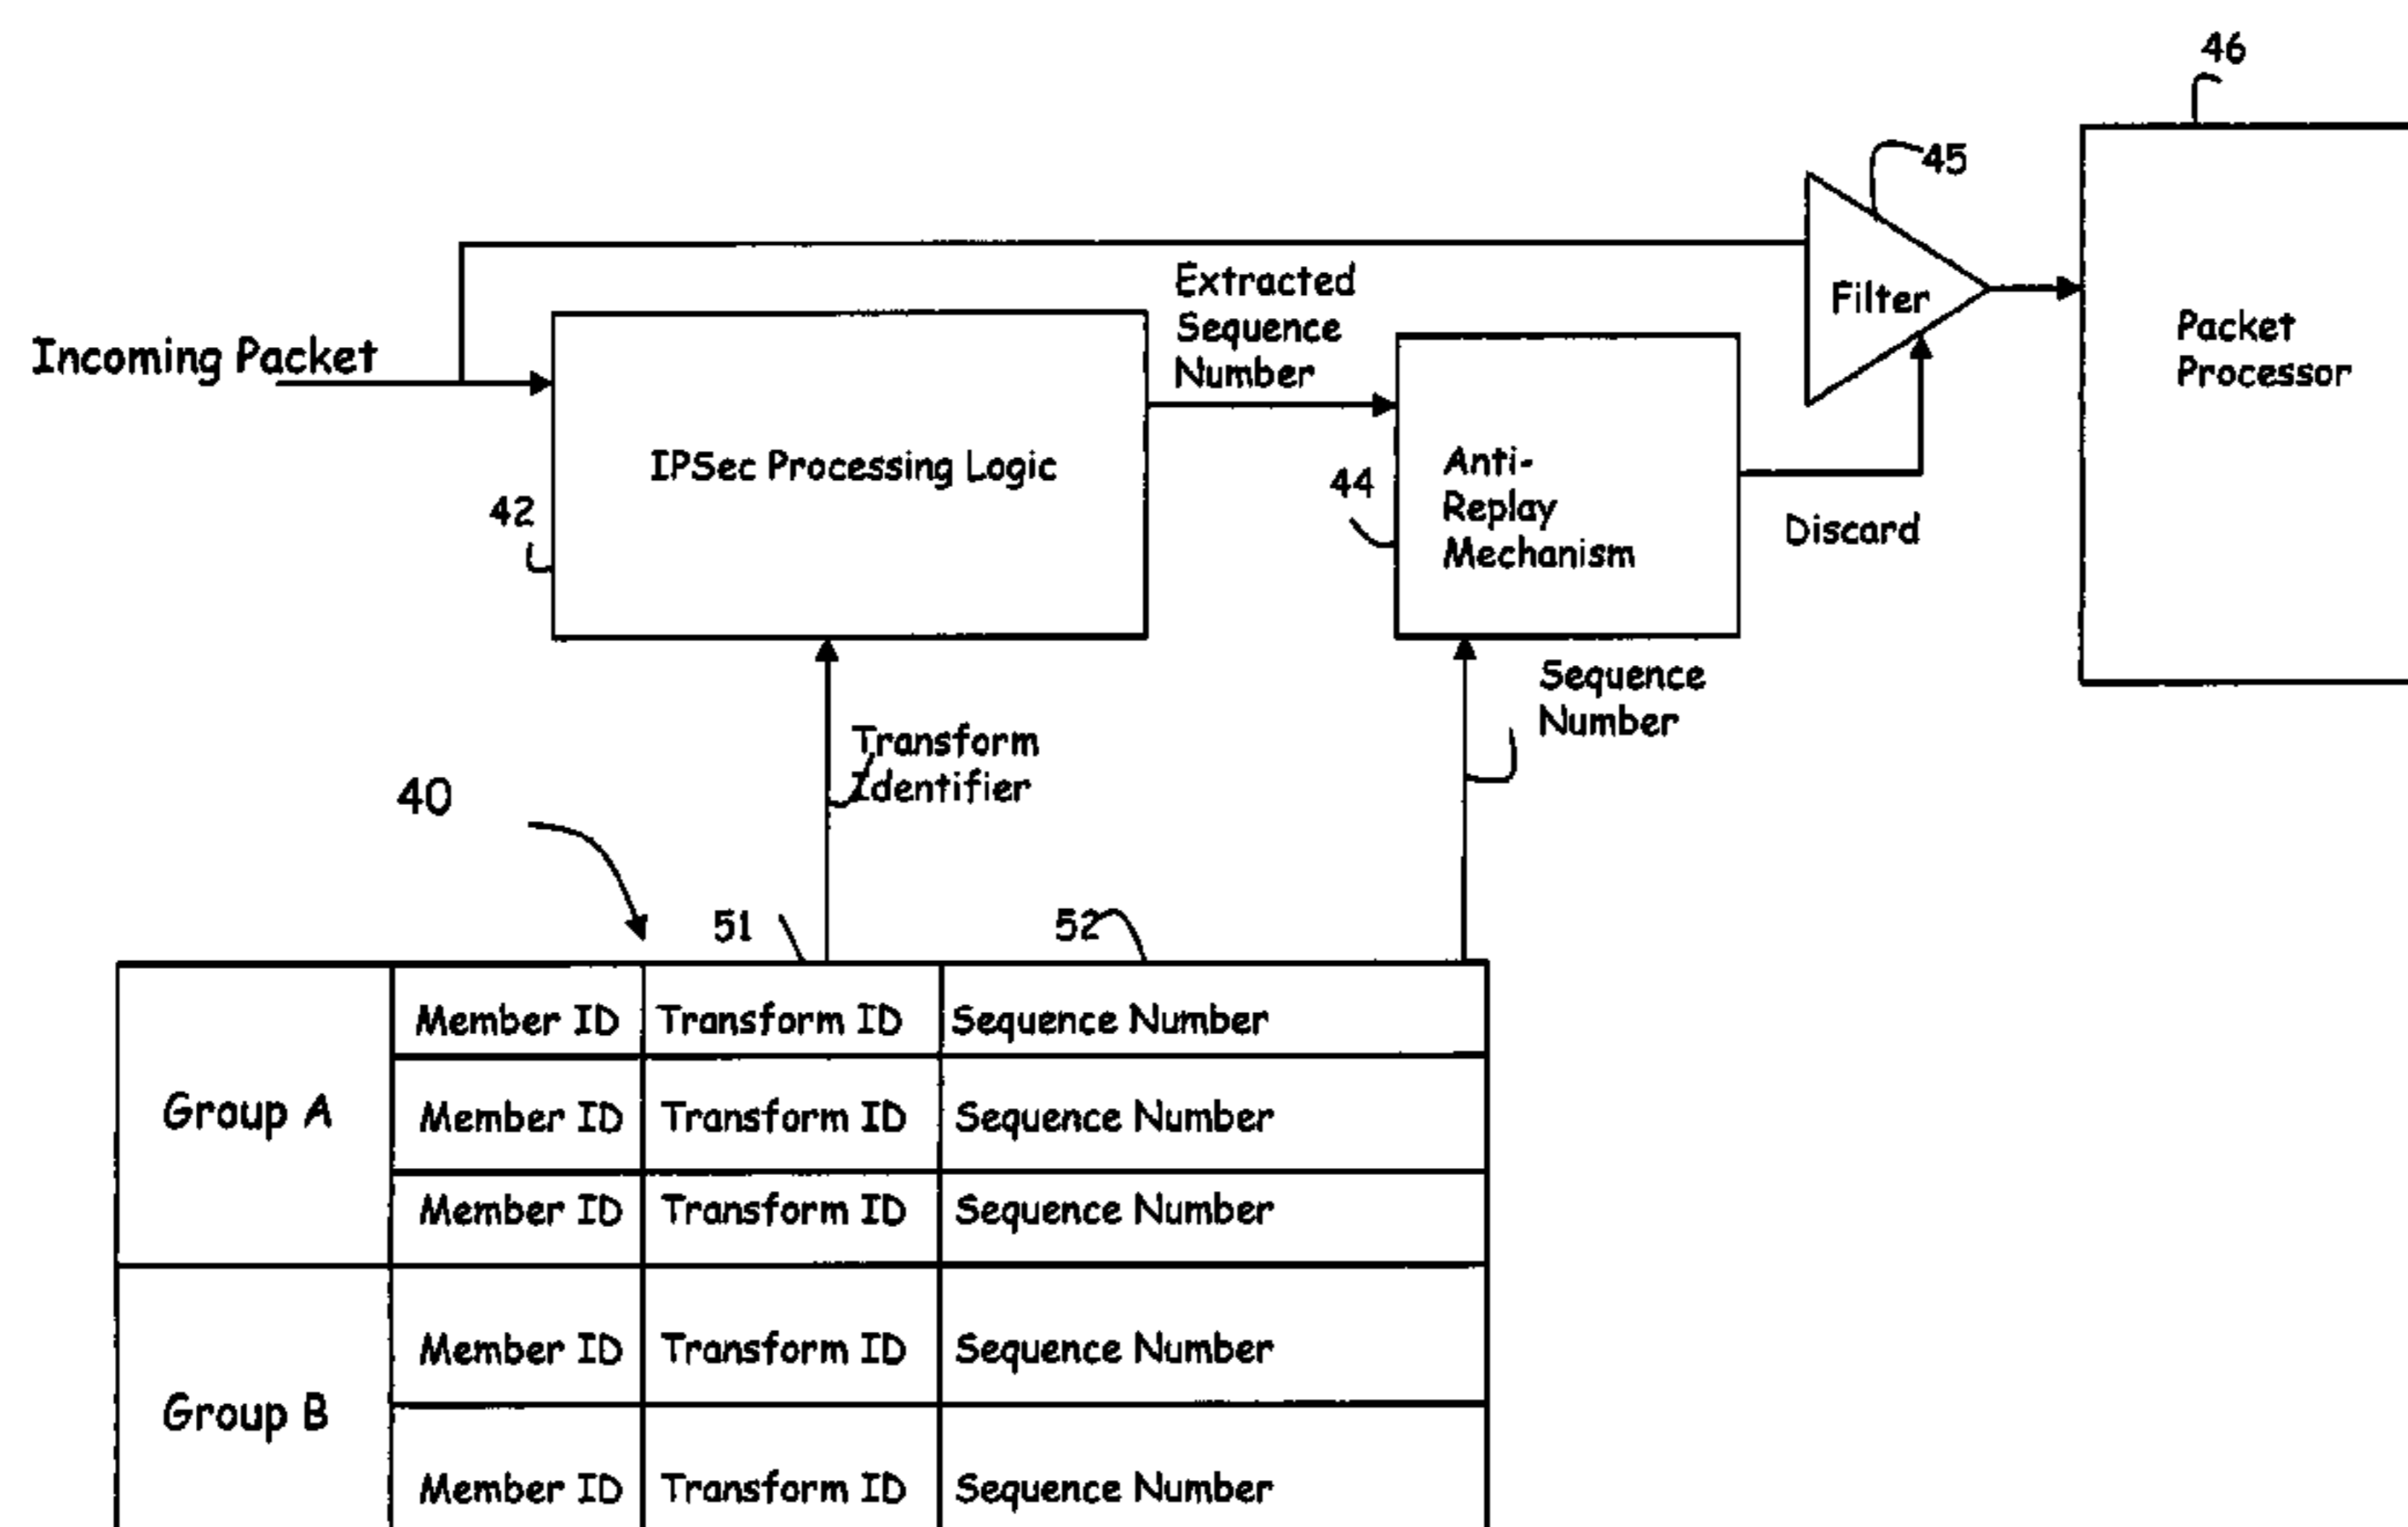 46
45
Extracted
Sequence
Number
Filter
Incoming Packet
Packet
Processor
IPSec Processing Logic
Anti-
Replay
Mechanism
42
44
Discard
Sequence
Number
Transform
Identifier
40
51
52
Member ID Transform ID Sequence Number
Group A
Member ID Transform ID Sequence Number
Member ID Transform ID Sequence Number
Member ID Transform ID Sequence Number
Group B
Member ID Transform ID Sequence Number